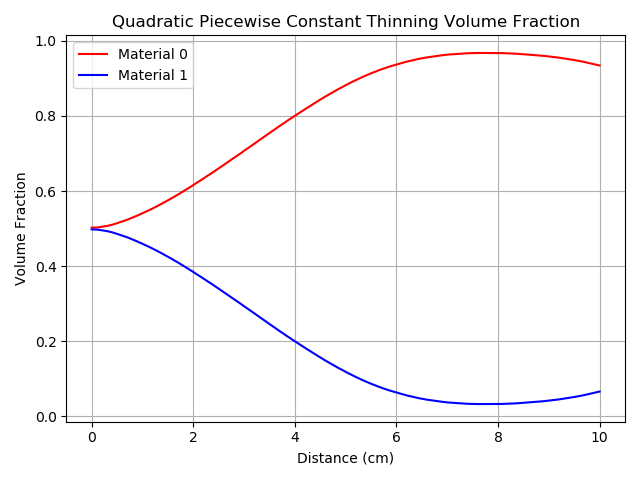 Quadratic Piecewise Constant Thinning Volume Fraction
Material 0
Material 1
Volume Fraction
1.0
0.8
0.6
0.4
0.2
0.0
0 2 4 6 8 10
Distance (cm)